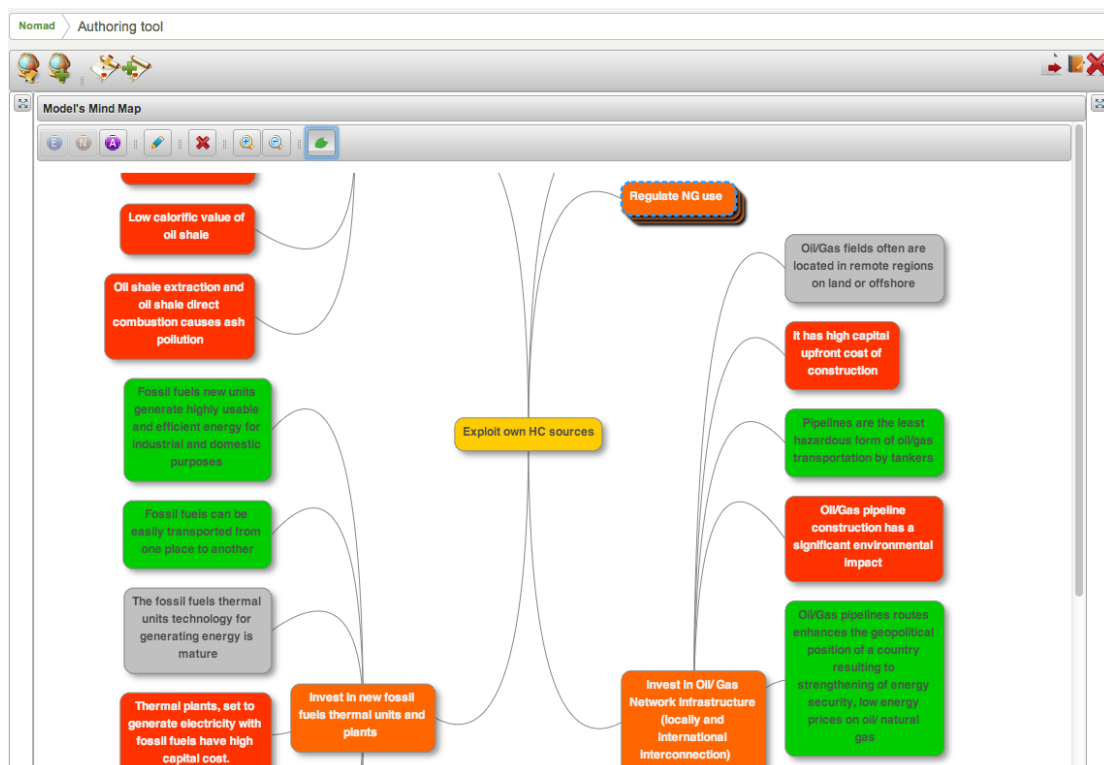 Nomad
Authoring tool
Model's Mind Map
E
N
A
Regulate NG use
Low calorific value of
oil shale
Oil/Gas fields often are
located in remote regions
on land or offshore
Oil shale extraction and
oil shale direct
combustion causes ash
pollution
It has high capital
upfront cost of
construction
Fossil fuels new units
generate highly usable
and efficient energy for
industrial and domestic
purposes
Exploit own HC sources
Pipelines are the least
hazardous form of oil/gas
transportation by tankers
Fossil fuels can be
easily transported from
one place to another
Oil/Gas pipeline
construction has a
significant environmental
impact
The fossil fuels thermal
units technology for
generating energy is
mature
Oil/Gas pipelines routes
enhances the geopolitical
position of a country
resulting to
strengthening of energy
security, low energy
prices on oil/ natural
gas
Thermal plants, set to
generate electricity with
fossil fuels have high
capital cost.
Invest in new fossil
fuels thermal units and
plants
Invest in Oil/ Gas
Network Infrastructure
(locally and
International
Interconnection)